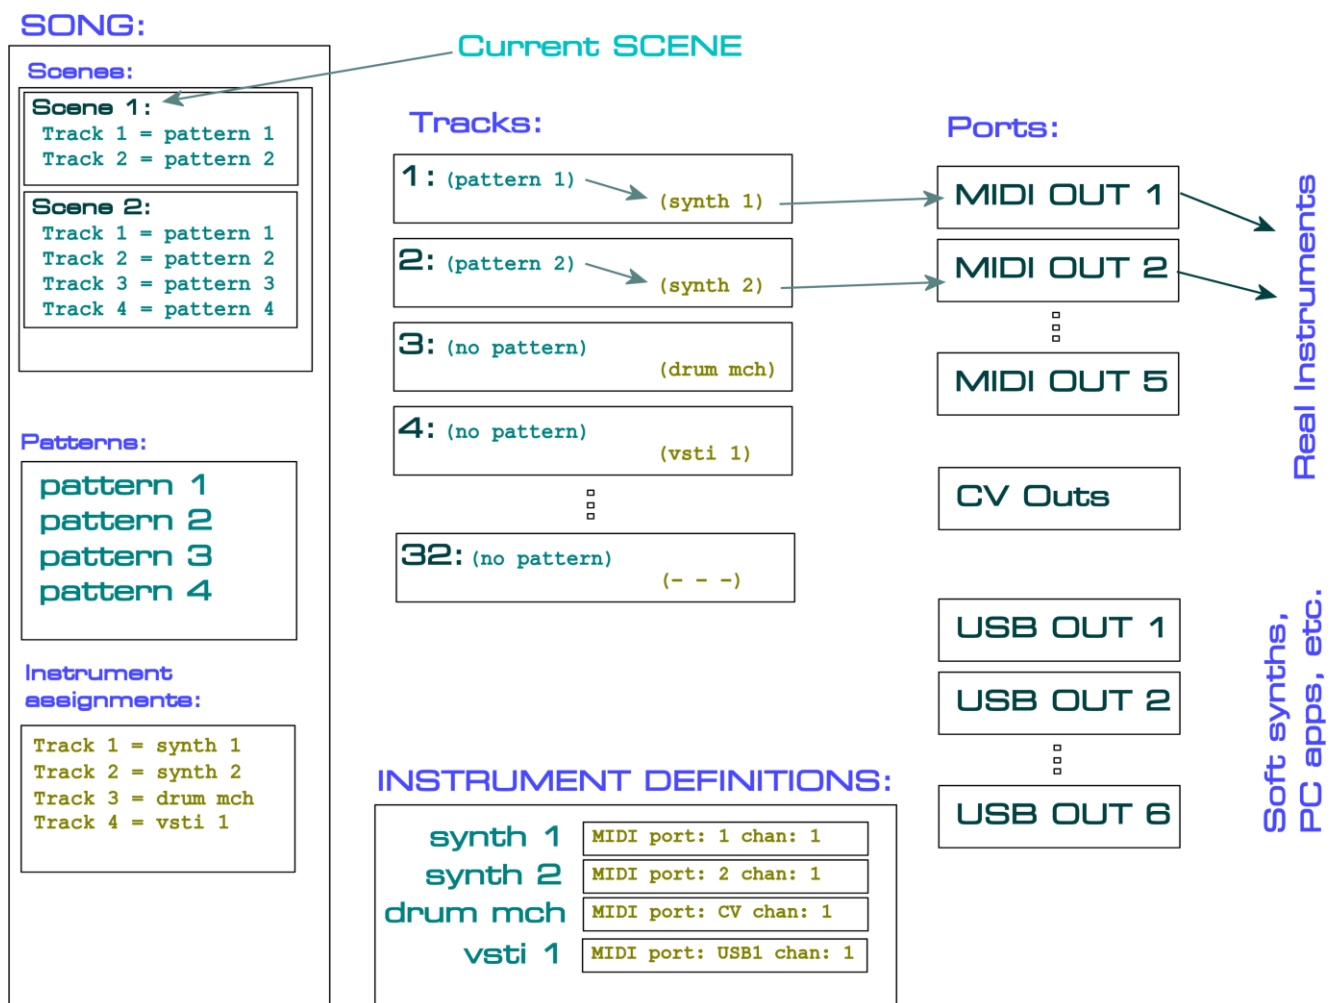 SONG:
Current SCENE
Scenes:
Scene 1:
Track 1 = pattern 1
Track 2 = pattern 2
Scene 2:
Track 1 = pattern 1
Track 2 = pattern 2
Track 3 = pattern 3
Track 4 = pattern 4
Patterns:
pattern 1
pattern 2
pattern 3
pattern 4
Instrument
assignments:
Track 1 = synth 1
Track 2 = synth 2
Track 3 = drum mch
Track 4 = vsti 1
Tracks:
1: (pattern 1)
(synth 1)
2: (pattern 2)
(synth 2)
3: (no pattern)
(drum mch)
4: (no pattern)
(vsti 1)
32: (no pattern)
(- - -)
INSTRUMENT DEFINITIONS:
synth 1 MIDI port: 1 chan: 1
synth 2 MIDI port: 2 chan: 1
drum mch MIDI port: CV chan: 1
vsti 1 MIDI port: USB1 chan: 1
Ports:
MIDI OUT 1
MIDI OUT 2
MIDI OUT 5
CV Outs
USB OUT 1
USB OUT 2
USB OUT 6
Real Instruments
Soft synths,
PC apps, etc.